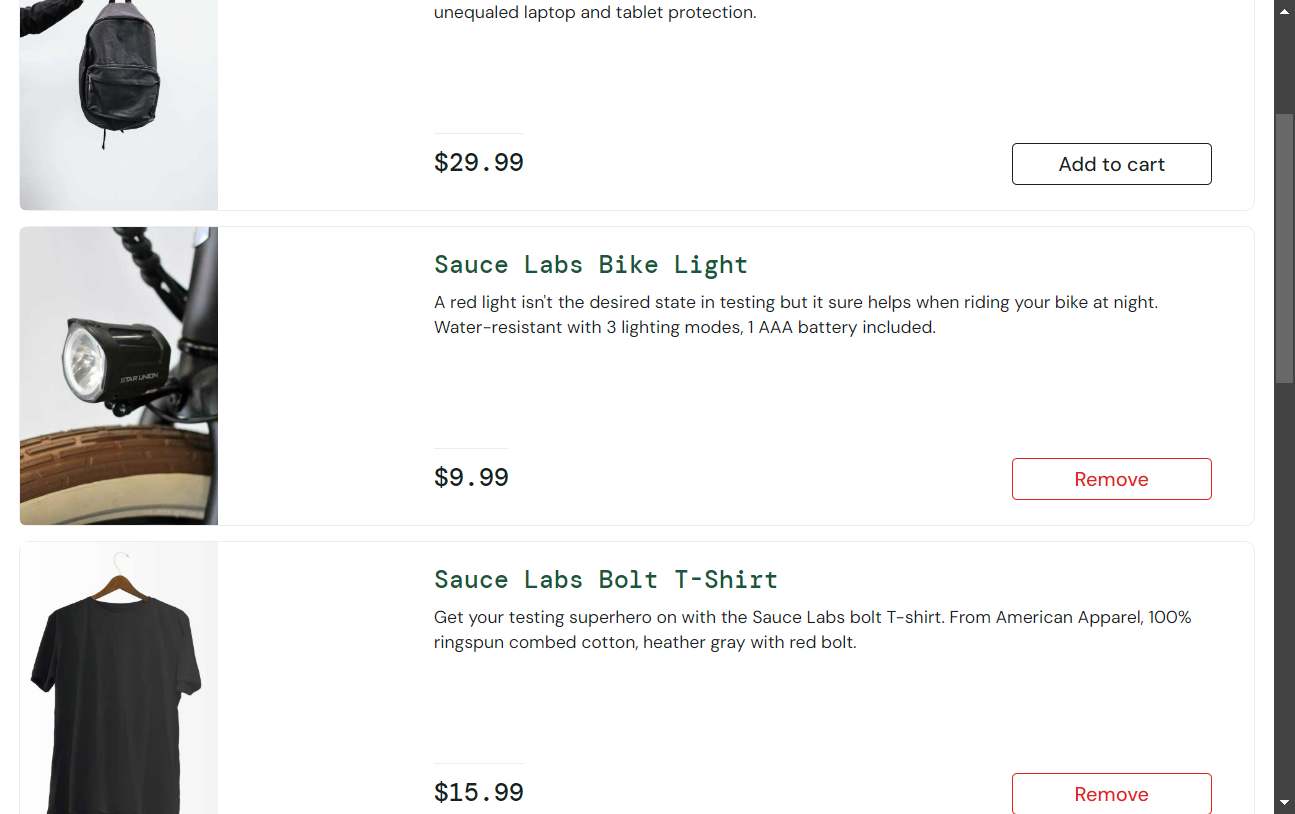 unequaled laptop and tablet protection.
$29.99
Add to cart
Sauce Labs Bike Light
A red light isn't the desired state in testing but it sure helps when riding your bike at night.
Water-resistant with 3 lighting modes, 1 AAA battery included.
STAR UNION
$9.99
Remove
Sauce Labs Bolt T-Shirt
Get your testing superhero on with the Sauce Labs bolt T-shirt. From American Apparel, 100%
ringspun combed cotton, heather gray with red bolt.
$15.99
Remove